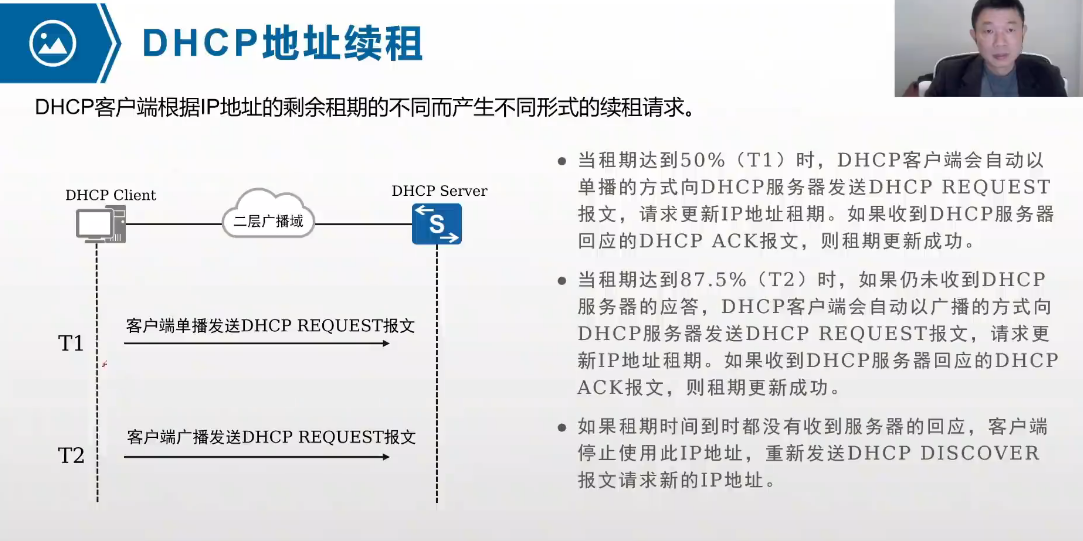 DHCP地址续租
DHCP客户端根据IP地址的剩余租期的不同而产生不同形式的续租请求。
DHCP Client
二层广播域
DHCP Server
S
T1
客户端单播发送DHCP REQUEST报文
T2
客户端广播发送DHCP REQUEST报文
● 当租期达到50%（T1）时，DHCP客户端会自动以
单播的方式向DHCP服务器发送DHCP REQUEST
报文，请求更新IP地址租期。如果收到DHCP服务器
回应的DHCP ACK报文，则租期更新成功。
● 当租期达到87.5%（T2）时，如果仍未收到DHCP
服务器的应答，DHCP客户端会自动以广播的方式向
DHCP服务器发送DHCP REQUEST报文，请求更
新IP地址租期。如果收到DHCP服务器回应的DHCP
ACK报文，则租期更新成功。
● 如果租期时间到时都没有收到服务器的回应，客户端
停止使用此IP地址，重新发送DHCP DISCOVER
报文请求新的IP地址。